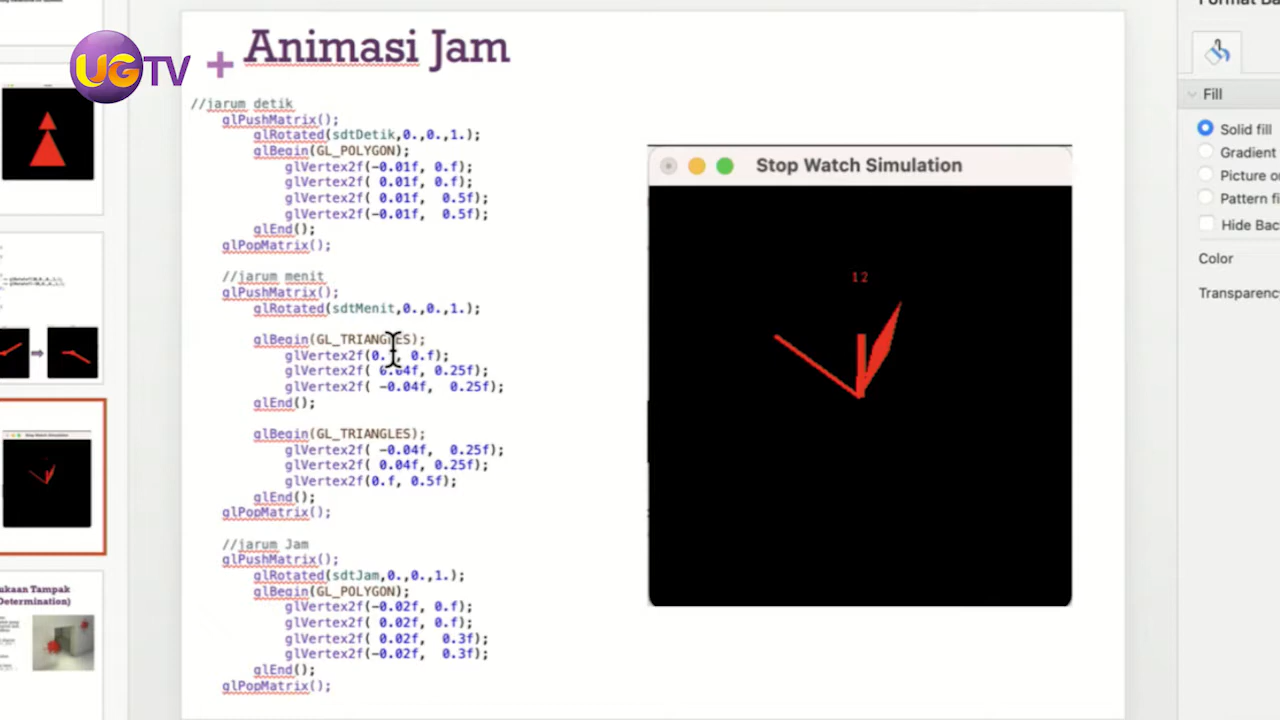 Format Ba
UGTV
+ Animasi Jam
//jarum detik
glPushMatrix();
glRotated(sdtDetik,0.,0.,1.);
glBegin(GL_POLYGON);
glVertex2f(-0.01f, 0.f);
glVertex2f( 0.01f, 0.f);
glVertex2f( 0.01f, 0.5f);
glVertex2f(-0.01f, 0.5f);
glEnd();
glPopMatrix();
//jarum menit
glPushMatrix();
glRotated(sdtMenit,0.,0.,1.);
glBegin(GL_TRIANGLES);
glVertex2f(0.f, 0.f);
glVertex2f( 0.04f, 0.25f);
glVertex2f( -0.04f, 0.25f);
glEnd();
glBegin(GL_TRIANGLES);
glVertex2f( -0.04f, 0.25f);
glVertex2f( 0.04f, 0.25f);
glVertex2f(0.f, 0.5f);
glEnd();
glPopMatrix();
//jarum Jam
glPushMatrix();
glRotated(sdtJam,0.,0.,1.);
glBegin(GL_POLYGON);
glVertex2f(-0.02f, 0.f);
glVertex2f( 0.02f, 0.f);
glVertex2f( 0.02f, 0.3f);
glVertex2f(-0.02f, 0.3f);
glEnd();
glPopMatrix();
Stop Watch Simulation
12
Fill
Solid fill
Gradient
Picture o
Pattern fi
Hide Bac
Color
Transparency
Stop Watch Simulation
ukaan Tampak
Determination)